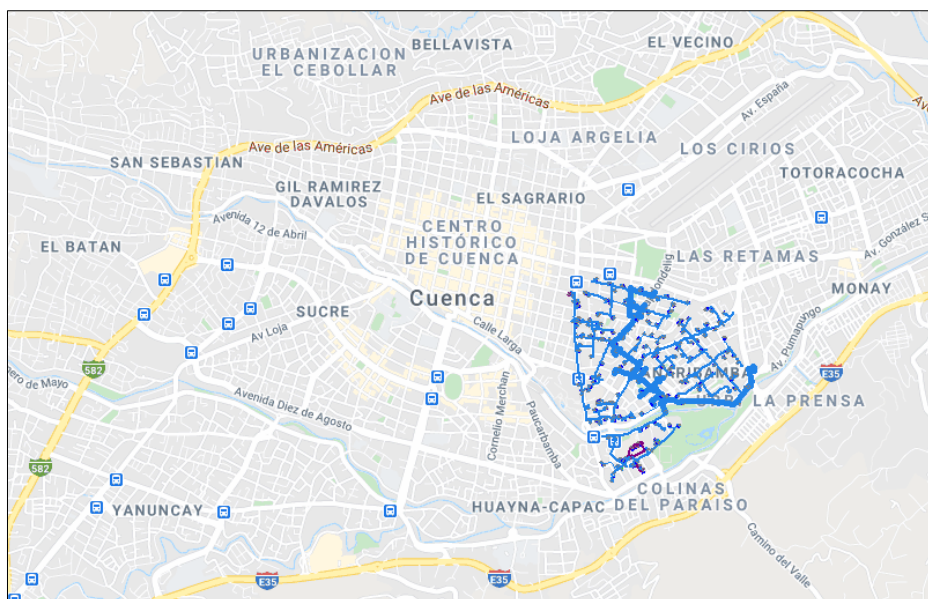 BELLAVISTA
EL VECINO
URBANIZACION
EL CEBOLLAR
Ave de las Américas
Av. España
LOJA ARGELIA
LOS CIRIOS
Ave de las Américas
SAN SEBASTIAN
TOTORACOCHA
GIL RAMIREZ
DAVALOS
EL SAGRARIO
Avenida 12 de Abril
CENTRO
HISTÓRICO
DE CUENCA
EL BATAN
LAS RETAMAS
Av. González S
MONAY
Cuenca
SUCRE
Calle Larga
Av Loja
Av. Pumapungo
582
nero de Mayo
E35
Avenida Diez de Agosto
Cornelio Merchan
Paucarbamba
LA PRENSA
582
YANUNCAY
HUAYNA-CAPAC
COLINAS
DEL PARAISO
Camino del Valle
E35
E35